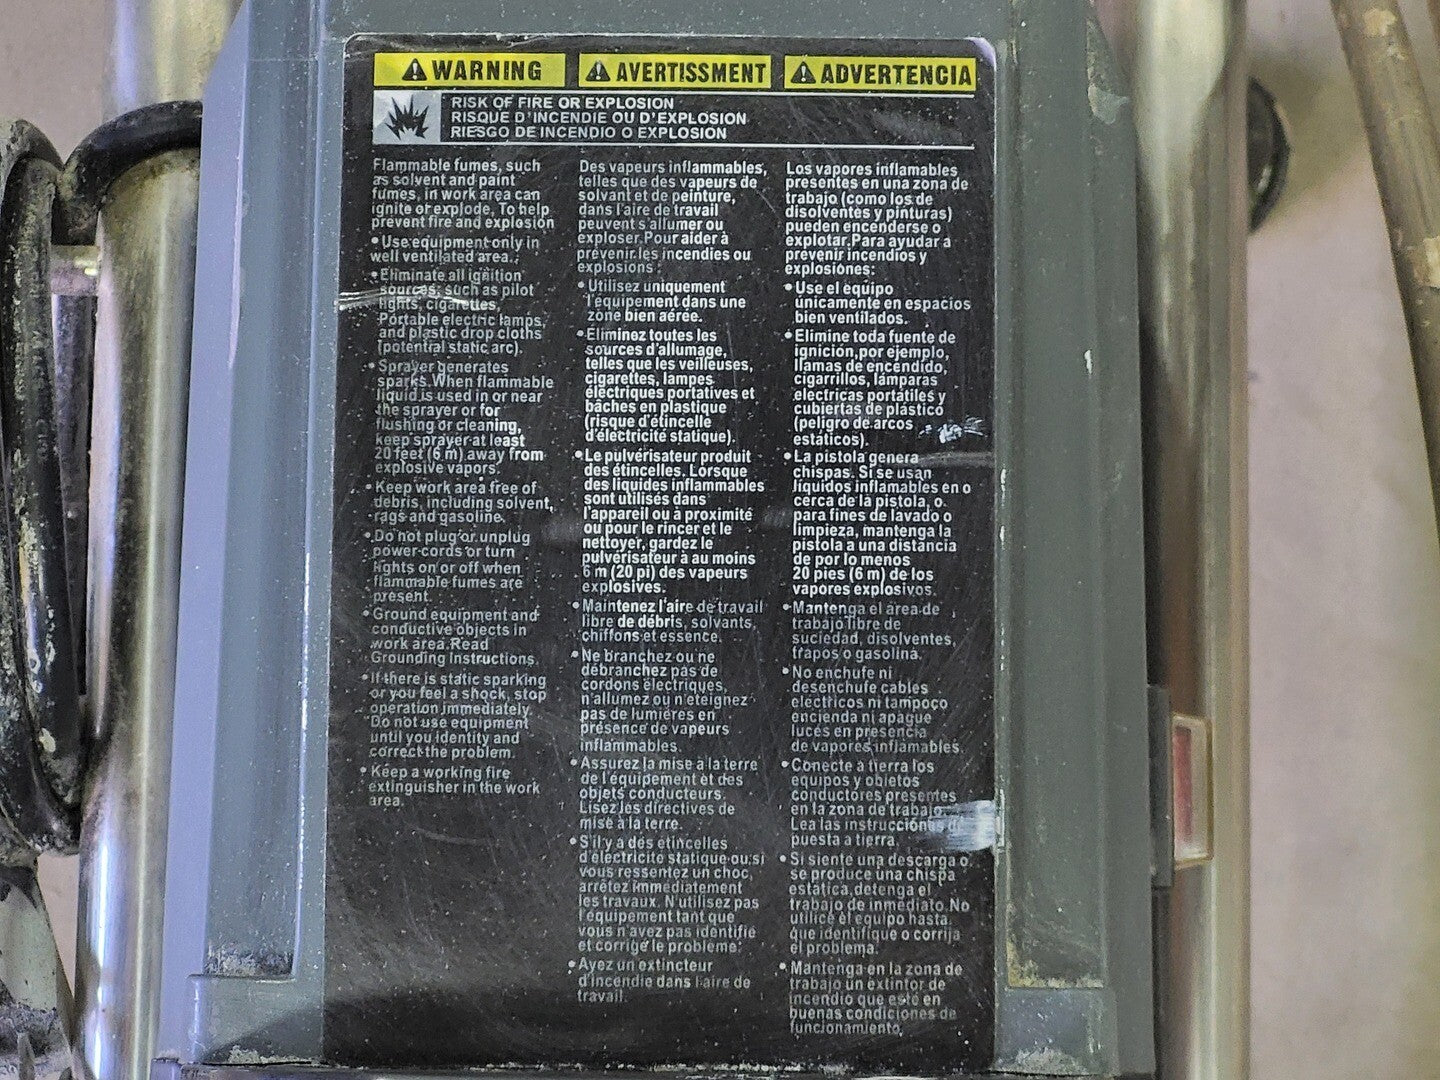 WARNING
AVERTISSMENT
ADVERTENCIA
RISK OF FIRE OR EXPLOSION
RISQUE D'INCENDIE OU D'EXPLOSION
RIESGO DE INCENDIO O EXPLOSION
Flammable fumes, such
as solvent and paint
fumes, in work area can
ignite or explode. To help
prevent fire and explosion
•Use equipment only in
well ventilated area.
•Eliminate all ignition
sources; such as pilot
lights, cigarettes,
Portable electric lamps,
and plastic drop cloths
(potential static arc).
•Sprayer generates
sparks.When flammable
liquid is used in or near
the sprayer or for
flushing or cleaning,
keep sprayer at least
20 feet (6 m) away from
explosive vapors.
•Keep work area free of
debris, including solvent,
rags and gasoline.
•Do not plug or unplug
power cords or turn
lights on or off when
flammable fumes are
present.
•Ground equipment and
conductive objects in
work area.Read
Grounding Instructions.
•If there is static sparking
or you feel a shock, stop
operation immediately.
Do not use equipment
until you identity and
correct the problem.
•Keep a working fire
extinguisher in the work
area.
Des vapeurs inflammables,
telles que des vapeurs de
solvant et de peinture,
dans l'aire de travail
peuvent s'allumer ou
exploser.Pour aider à
prévenir les incendies ou
explosions :
•Utilisez uniquement
l'équipement dans une
zone bien aérée.
•Eliminez toutes les
sources d'allumage,
telles que les veilleuses,
cigarettes, lampes
électriques portatives et
bâches en plastique
(risque d'étincelle
d'électricité statique).
•Le pulvérisateur produit
des étincelles. Lorsque
des liquides inflammables
sont utilisés dans
l'appareil ou à proximité
ou pour le rincer et le
nettoyer, gardez le
pulvérisateur à au moins
6 m (20 pi) des vapeurs
explosives.
•Maintenez l'aire de travail
libre de débris, solvants,
chiffons et essence.
•Ne branchez ou ne
débranchez pas de
cordons électriques,
n'allumez ou n'eteignez
pas de lumières en
présence de vapeurs
inflammables.
•Assurez la mise à la terre
de l'équipement et des
objets conducteurs.
Lisez les directives de
mise à la terre.
•S'il y a des étincelles
d'électricité statique ou si
vous ressentez un choc,
arrêtez immédiatement
les travaux. N'utilisez pas
l'équipement tant que
vous n'avez pas identifié
et corrigé le problème.
•Ayez un extincteur
d'incendie dans l'aire de
travail.
Los vapores inflamables
presentes en una zona de
trabajo (como los de
disolventes y pinturas)
pueden encenderse o
explotar.Para ayudar a
prevenir incendios y
explosiónes:
•Use el equipo
únicamente en espacios
bien ventilados.
•Elimine toda fuente de
ignición,por ejemplo,
llamas de encendido,
cigarrillos, lámparas
electricas portátiles y
cubiertas de plástico
(peligro de arcos
estáticos).
•La pistola genera
chispas. Si se usan
líquidos inflamables en o
cerca de la pistola, o
para fines de lavado o
limpieza, mantenga la
pistola a una distancia
de por lo menos
20 pies (6 m) de los
vapores explosivos.
•Mantenga el área de
trabajo libre de
suciedad, disolventes,
trapos o gasolina.
•No enchufe ni
desenchufe cables
electricos ni tampoco
encienda ni apague
luces en presencia
de vapores inflamables.
•Conecte a tierra los
equipos y objetos
conductores presentes
en la zona de trabajo
Lea las instrucciónes de
puesta a tierra.
•Si siente una descarga o
se produce una chispa
estática,detenga el
trabajo de inmediato.No
utilice el equipo hasta
que identifique o corrija
el problema.
•Mantenga en la zona de
trabajo un extintor de
incendio que esté en
buenas condiciones de
funcionamiento.